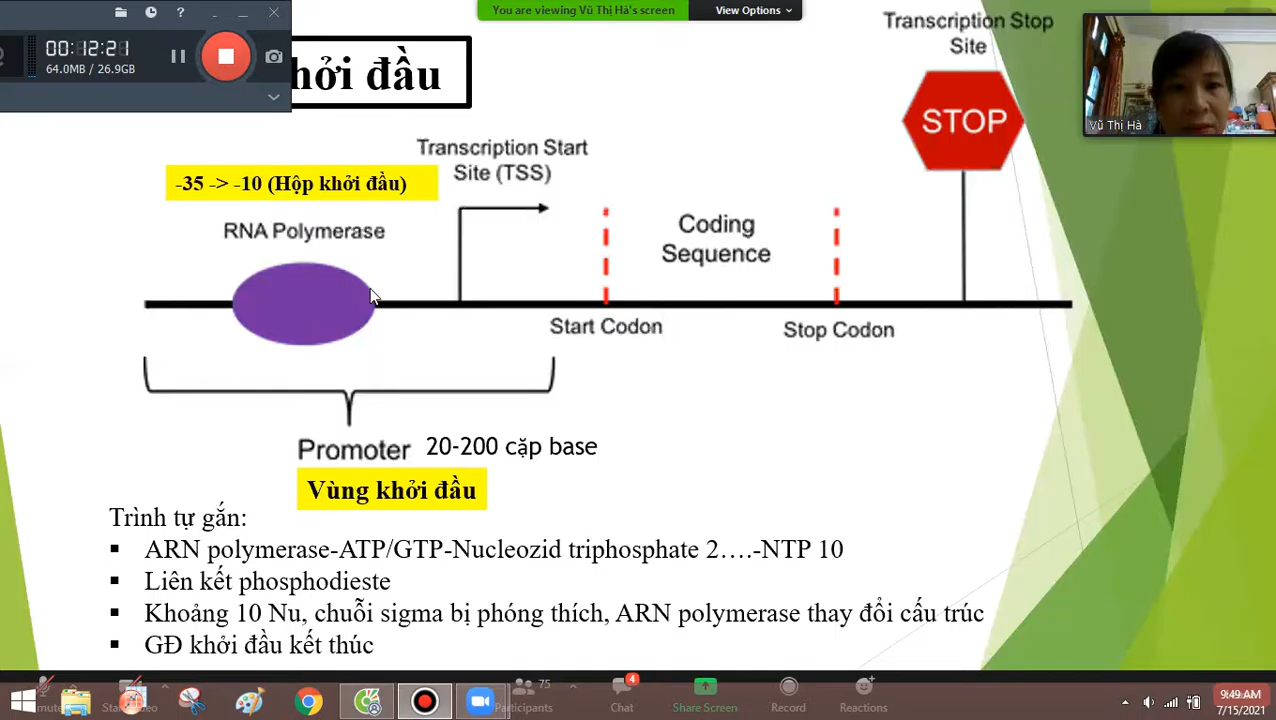 You are viewing Vũ Thị Hà's screen
View Options
00:12:21
64.0MB / 26.9GB
hởi đầu
Transcription Stop
Site
STOP
Vũ Thị Hà
Transcription Start
Site (TSS)
-35 -> -10 (Hộp khởi đầu)
RNA Polymerase
Coding
Sequence
Start Codon
Stop Codon
Promoter
20-200 cặp base
Vùng khởi đầu
Trình tự gắn:
ARN polymerase-ATP/GTP-Nucleozid triphosphate 2….-NTP 10
Liên kết phosphodieste
Khoảng 10 Nu, chuỗi sigma bị phóng thích, ARN polymerase thay đổi cấu trúc
GĐ khởi đầu kết thúc
4
75
Participants
Chat
Share Screen
Record
Reactions
9:49 AM
7/15/2021